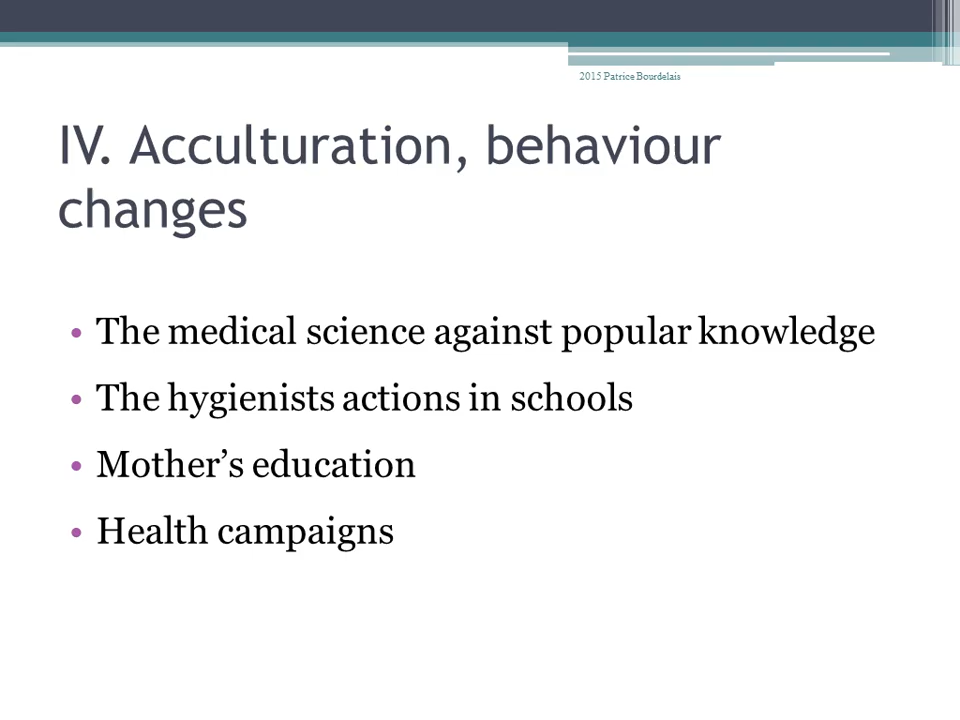 2015 Patrice Bourdelais
IV. Acculturation, behaviour
changes
• The medical science against popular knowledge
• The hygienists actions in schools
• Mother’s education
• Health campaigns